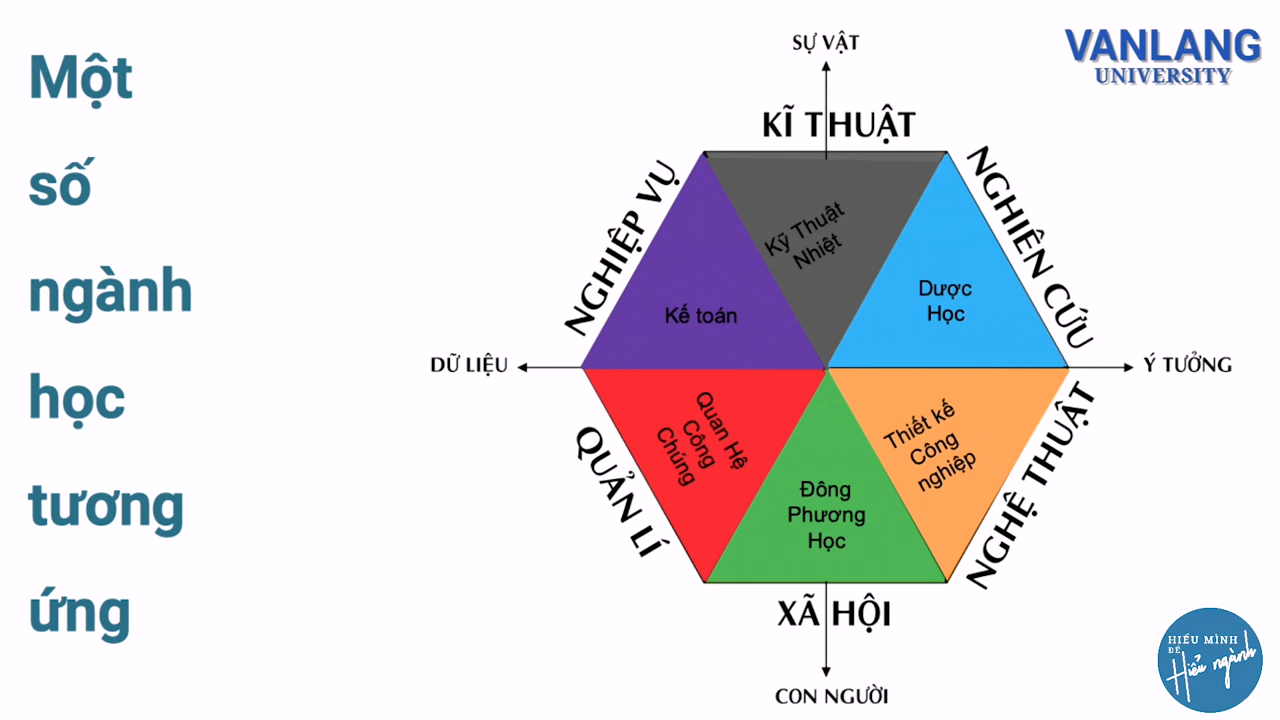 Một
số
ngành
học
tương
ứng
VANLANG
UNIVERSITY
SỰ VẬT
KĨ THUẬT
NGHIỆP VỤ
NGHIÊN CỨU
Kỹ Thuật
Nhiệt
Dược
Học
Kế toán
DỮ LIỆU
Ý TƯỞNG
Quan Hệ
Công
Chúng
Thiết kế
Công
nghiệp
Đông
Phương
Học
QUẢN LÍ
NGHỆ THUẬT
XÃ HỘI
CON NGƯỜI
HIỂU MÌNH
ĐỂ
Hiểu ngành